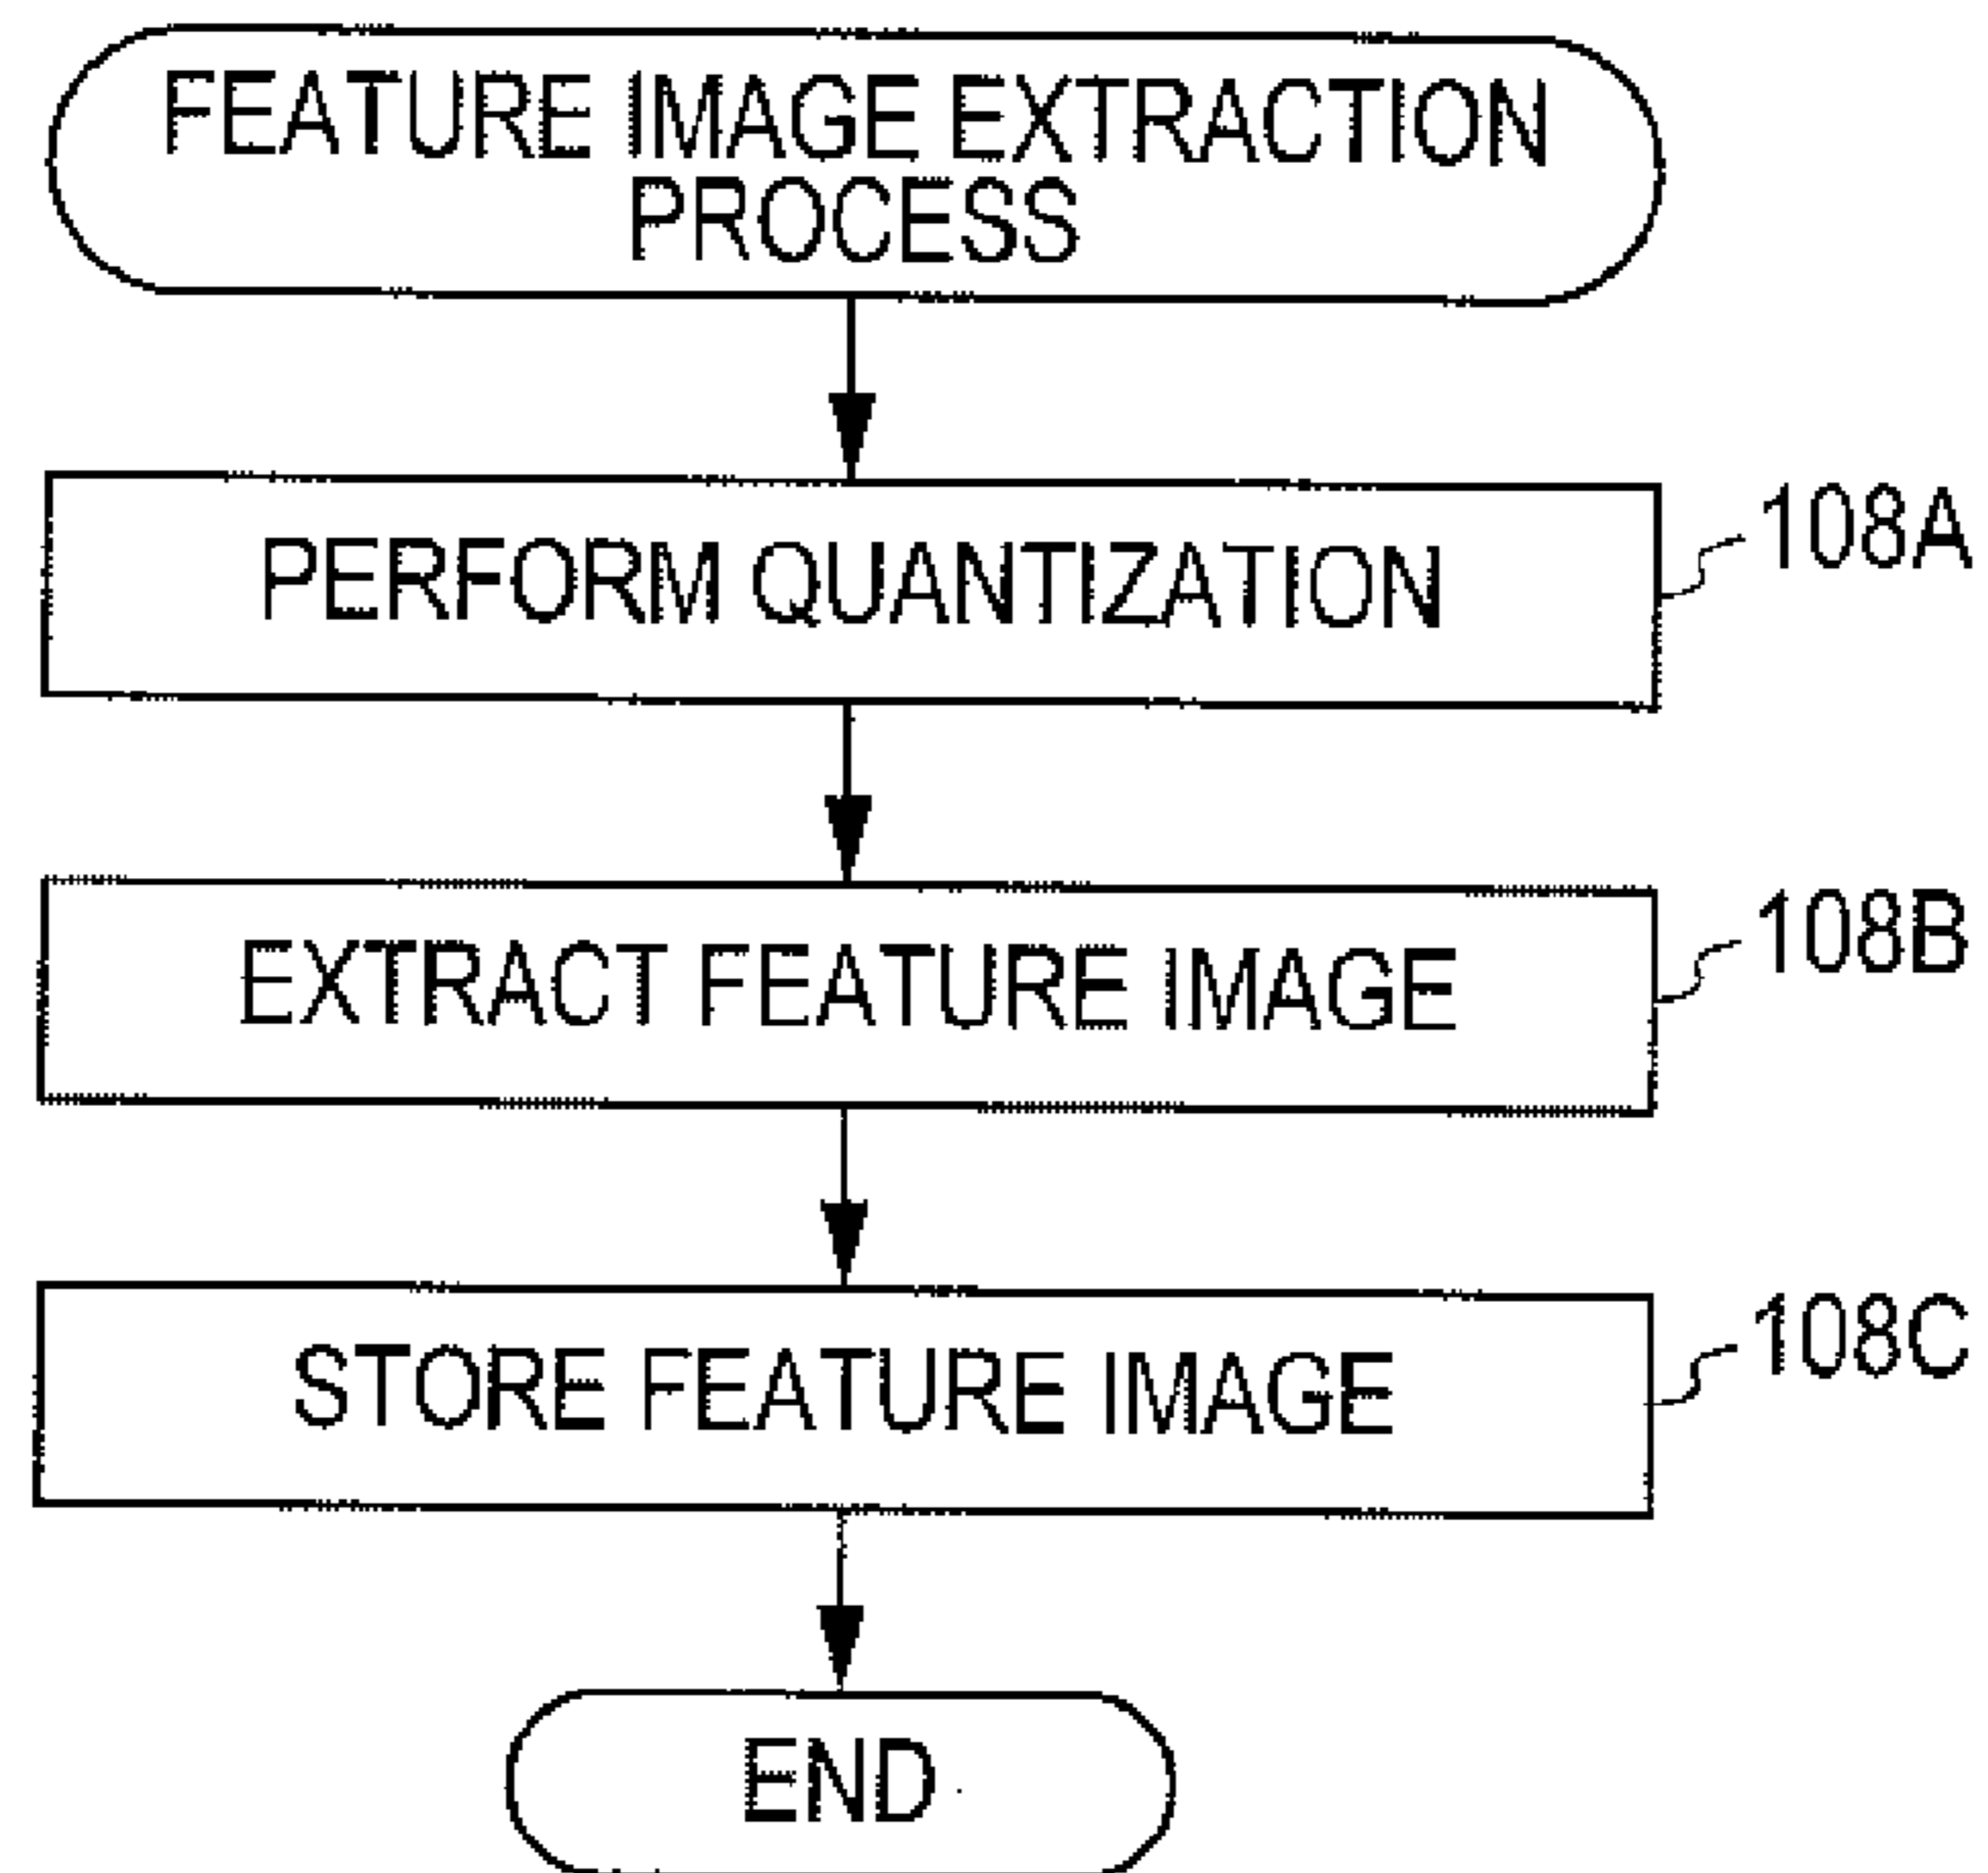 FEATURE IMAGE EXTRACTION
PROCESS
PERFORM QUANTIZATION
108A
EXTRACT FEATURE IMAGE
108B
STORE FEATURE IMAGE
108C
END